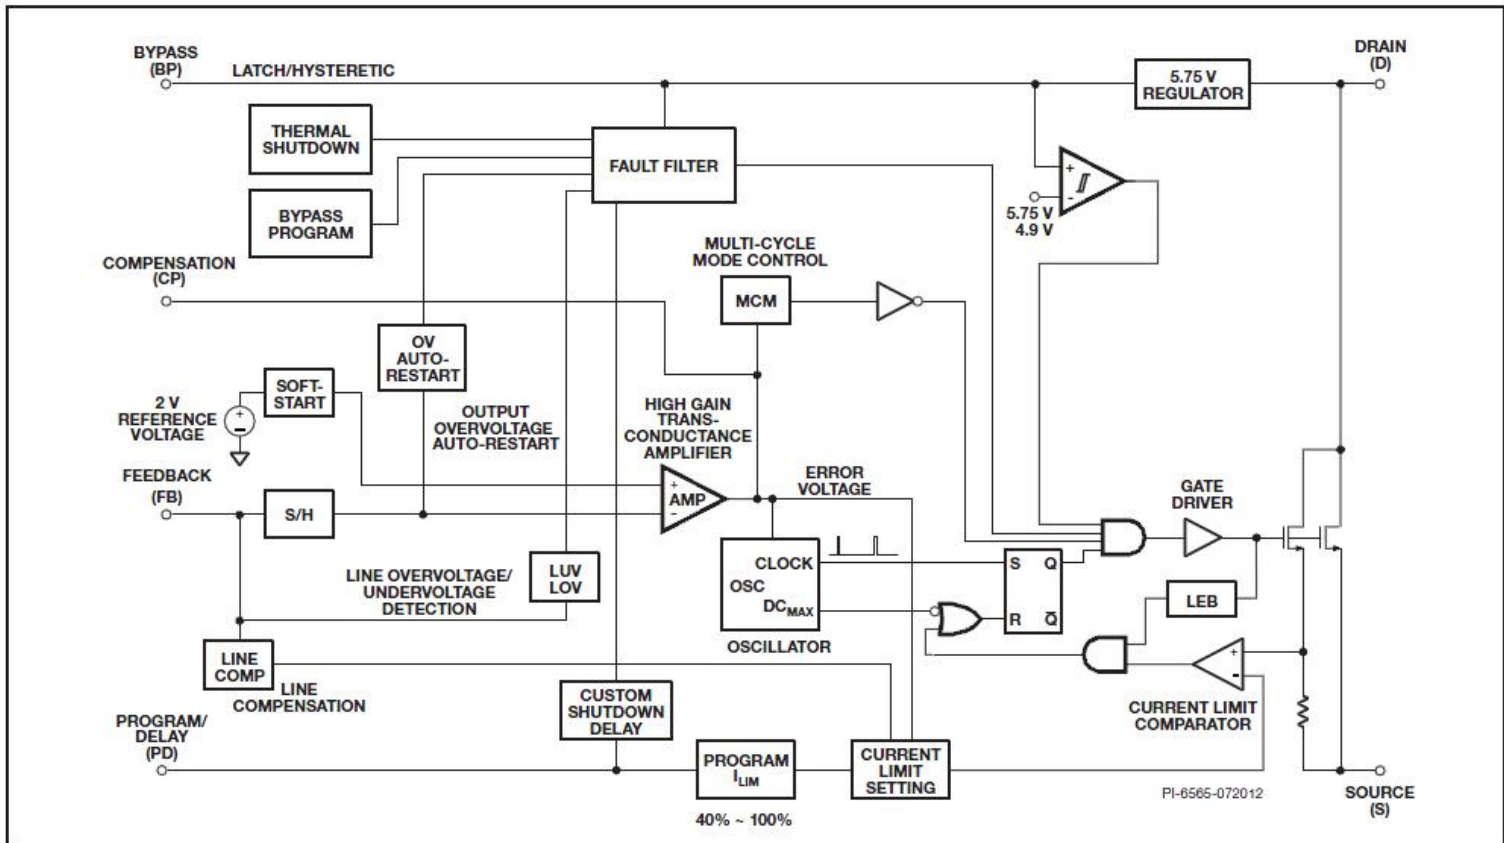 BYPASS
(BP)
LATCH/HYSTERETIC
DRAIN
(D)
5.75 V
REGULATOR
THERMAL
SHUTDOWN
FAULT FILTER
BYPASS
PROGRAM
+
-
5.75 V
4.9 V
COMPENSATION
(CP)
MULTI-CYCLE
MODE CONTROL
MCM
OV
AUTO-
RESTART
SOFT-
START
2 V
REFERENCE
VOLTAGE
+
-
OUTPUT
OVERVOLTAGE
AUTO-RESTART
HIGH GAIN
TRANS-
CONDUCTANCE
AMPLIFIER
FEEDBACK
(FB)
S/H
+
AMP
-
ERROR
VOLTAGE
GATE
DRIVER
LINE OVERVOLTAGE/
UNDERVOLTAGE
DETECTION
LUV
LOV
CLOCK
OSC
DCMAX
OSCILLATOR
S Q
R Q̅
LEB
LINE
COMP
LINE
COMPENSATION
+
-
CURRENT LIMIT
COMPARATOR
PROGRAM/
DELAY
(PD)
CUSTOM
SHUTDOWN
DELAY
PROGRAM
ILIM
40% ~ 100%
CURRENT
LIMIT
SETTING
PI-6565-072012
SOURCE
(S)